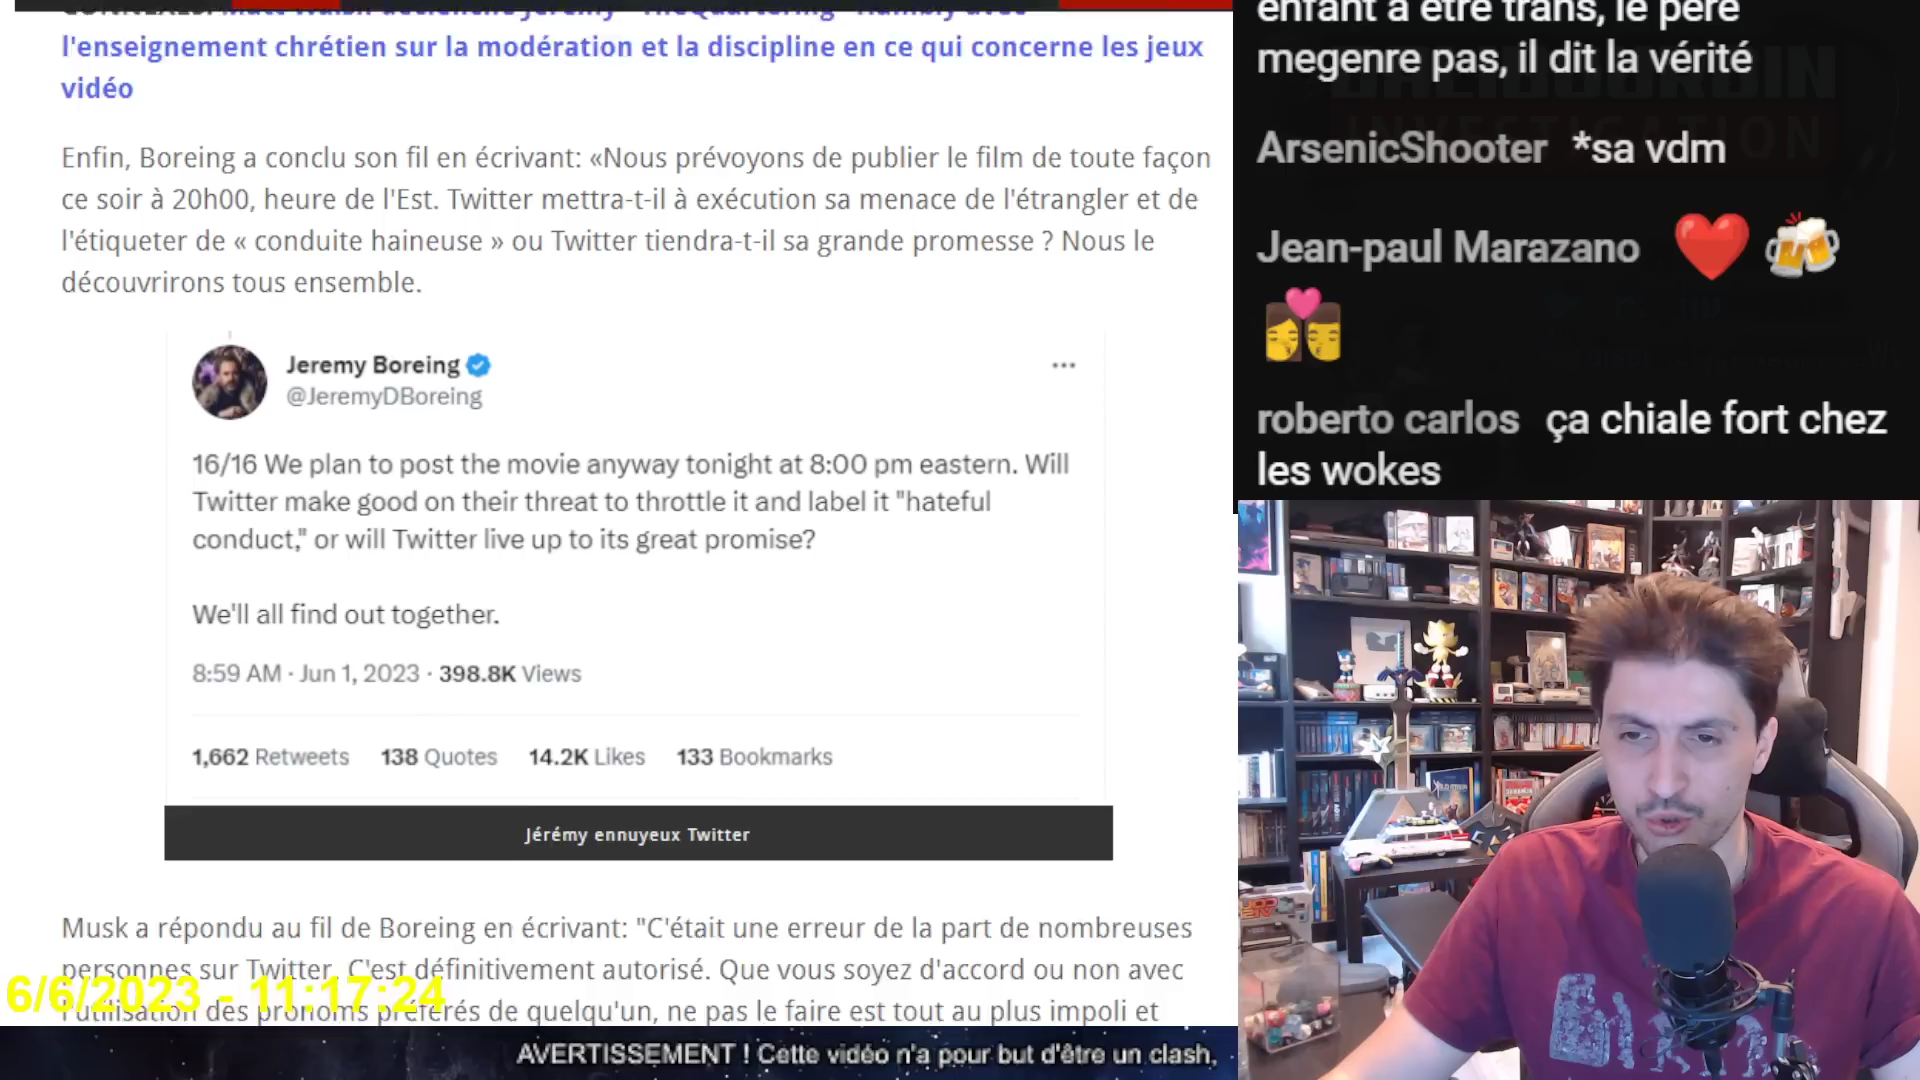 l'enseignement chrétien sur la modération et la discipline en ce qui concerne les jeux
vidéo
Enfin, Boreing a conclu son fil en écrivant: «Nous prévoyons de publier le film de toute façon
ce soir à 20h00, heure de l'Est. Twitter mettra-t-il à exécution sa menace de l'étrangler et de
l'étiqueter de « conduite haineuse » ou Twitter tiendra-t-il sa grande promesse ? Nous le
découvrirons tous ensemble.
Jeremy Boreing
@JeremyDBoreing
16/16 We plan to post the movie anyway tonight at 8:00 pm eastern. Will
Twitter make good on their threat to throttle it and label it "hateful
conduct," or will Twitter live up to its great promise?
We'll all find out together.
8:59 AM · Jun 1, 2023 · 398.8K Views
1,662 Retweets 138 Quotes 14.2K Likes 133 Bookmarks
Jérémy ennuyeux Twitter
Musk a répondu au fil de Boreing en écrivant: "C'était une erreur de la part de nombreuses
personnes sur Twitter. C'est définitivement autorisé. Que vous soyez d'accord ou non avec
l'utilisation des pronoms préférés de quelqu'un, ne pas le faire est tout au plus impoli et
6/6/2023 - 11:17:24
AVERTISSEMENT ! Cette vidéo n'a pour but d'être un clash,
enfant a être trans, le père
megenre pas, il dit la vérité
ArsenicShooter *sa vdm
Jean-paul Marazano
roberto carlos ça chiale fort chez
les wokes